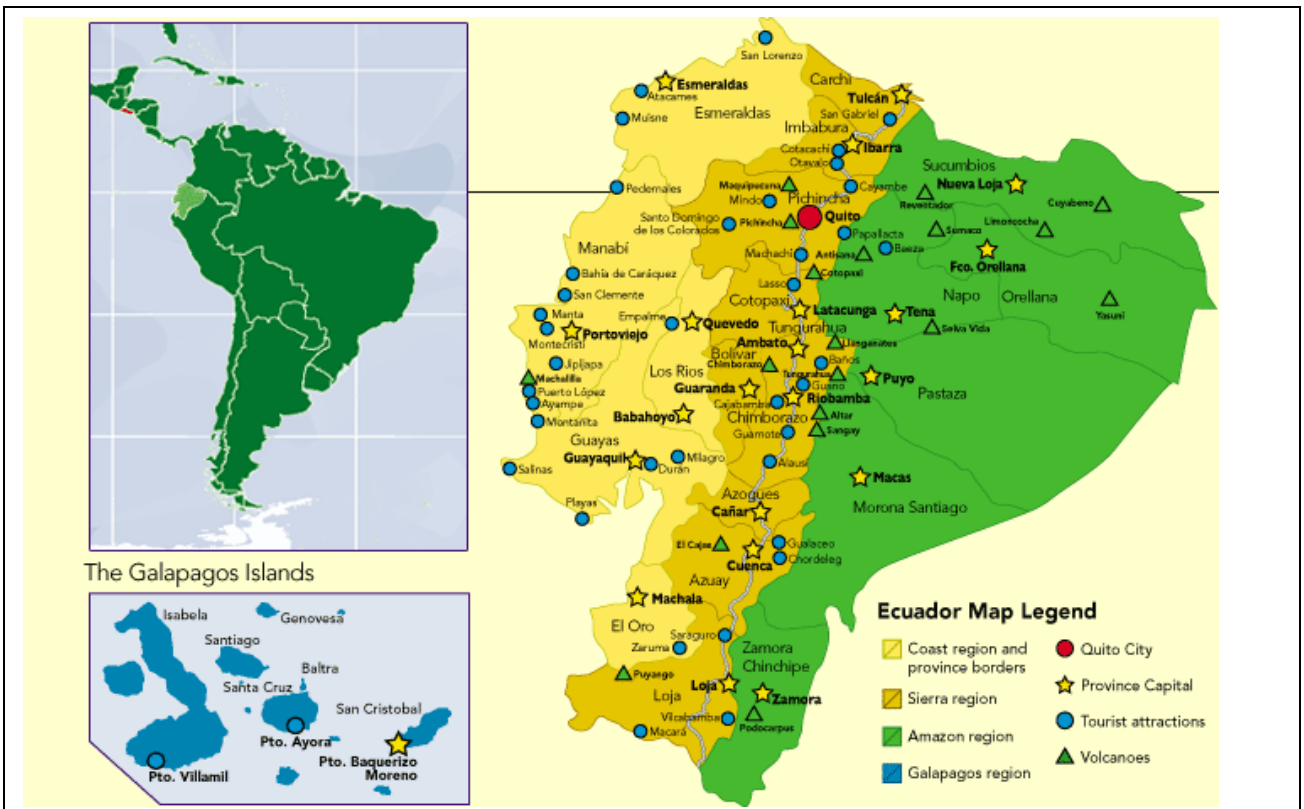 San Lorenzo
Carchi
Esmeraldas
Atacames
Esmeraldas
Tulcán
San Gabriel
Muisne
Imbabura
Cotacachi
Ibarra
Otavalo
Sucumbios
Pedernales
Maquipucuna
Cayambe
Nueva Loja
Pichincha
Mindo
Reventador
Cuyabeno
Santo Domingo
de los Colorados
Pichincha
Quito
Limoncocha
Sumaco
Papallacta
Manabí
Machachi
Antisana
Baeza
Fco. Orellana
Bahía de Caráquez
Cotopaxi
Lasso
San Clemente
Cotopaxi
Napo
Orellana
Manta
Empalme
Quevedo
Latacunga
Tena
Yasuni
Portoviejo
Tungurahua
Selva Vida
Montecristi
Ambato
Llanganates
Bolivar
Jipijapa
Chimborazo
Baños
Los Rios
Machalilla
Tungurahua
Puyo
Puerto López
Guaranda
Guano
Pastaza
Ayampe
Cajabamba
Riobamba
Babahoyo
Chimborazo
Altar
Montañita
Guamote
Sangay
Guayas
Guayaquil
Milagro
Durán
Alausí
Salinas
Macas
Azogues
Playas
Cañar
Morona Santiago
El Cajas
Gualaceo
Cuenca
Chordeleg
Azuay
Machala
El Oro
Saraguro
Zaruma
Zamora
Chinchipe
Puyango
Loja
Loja
Zamora
Vilcabamba
Macará
Podocarpus
The Galapagos Islands
Isabela
Genovesa
Santiago
Baltra
Santa Cruz
San Cristobal
Pto. Ayora
Pto. Baquerizo
Moreno
Pto. Villamil
Ecuador Map Legend
Coast region and
province borders
Sierra region
Amazon region
Galapagos region
Quito City
Province Capital
Tourist attractions
Volcanoes